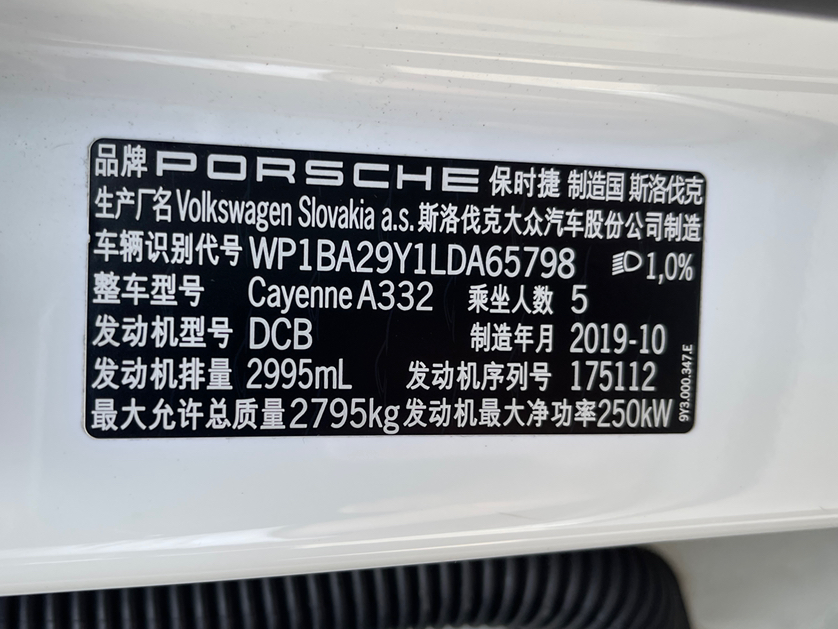 品牌 PORSCHE 保时捷 制造国 斯洛伐克
生产厂名 Volkswagen Slovakia a.s. 斯洛伐克大众汽车股份公司制造
车辆识别代号 WP1BA29Y1LDA65798 1,0%
整车型号 Cayenne A332 乘坐人数 5
发动机型号 DCB 制造年月 2019-10
发动机排量 2995mL 发动机序列号 175112
最大允许总质量 2795kg 发动机最大净功率 250kW
9Y3.000.347.E